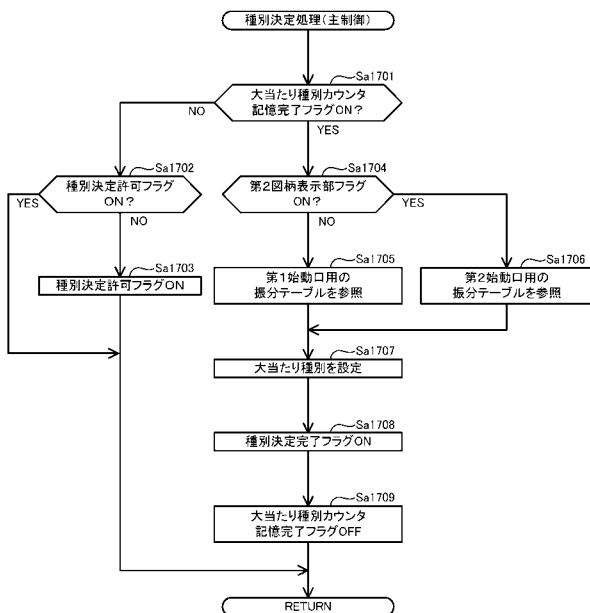 種別決定処理(主制御)
Sa1701
大当たり種別カウンタ
記憶完了フラグON?
NO
YES
Sa1702
種別決定許可フラグ
ON?
YES
NO
Sa1704
第2図柄表示部フラグ
ON?
YES
NO
Sa1703
種別決定許可フラグON
Sa1705
第1始動口用の
振分テーブルを参照
Sa1706
第2始動口用の
振分テーブルを参照
Sa1707
大当たり種別を設定
Sa1708
種別決定完了フラグON
Sa1709
大当たり種別カウンタ
記憶完了フラグOFF
RETURN